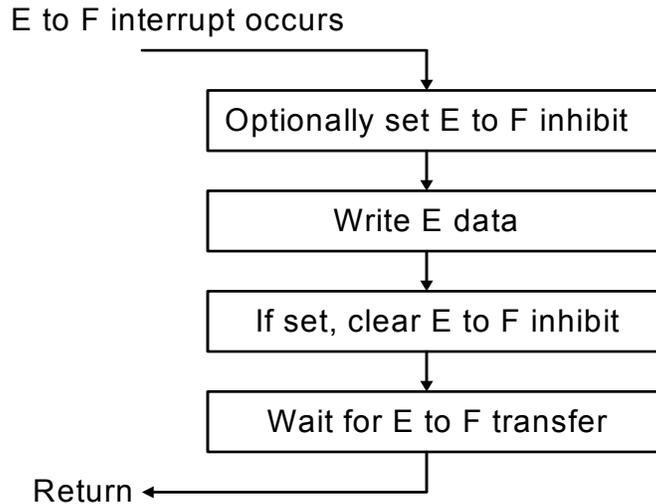 E to F interrupt occurs
Optionally set E to F inhibit
Write E data
If set, clear E to F inhibit
Wait for E to F transfer
Return